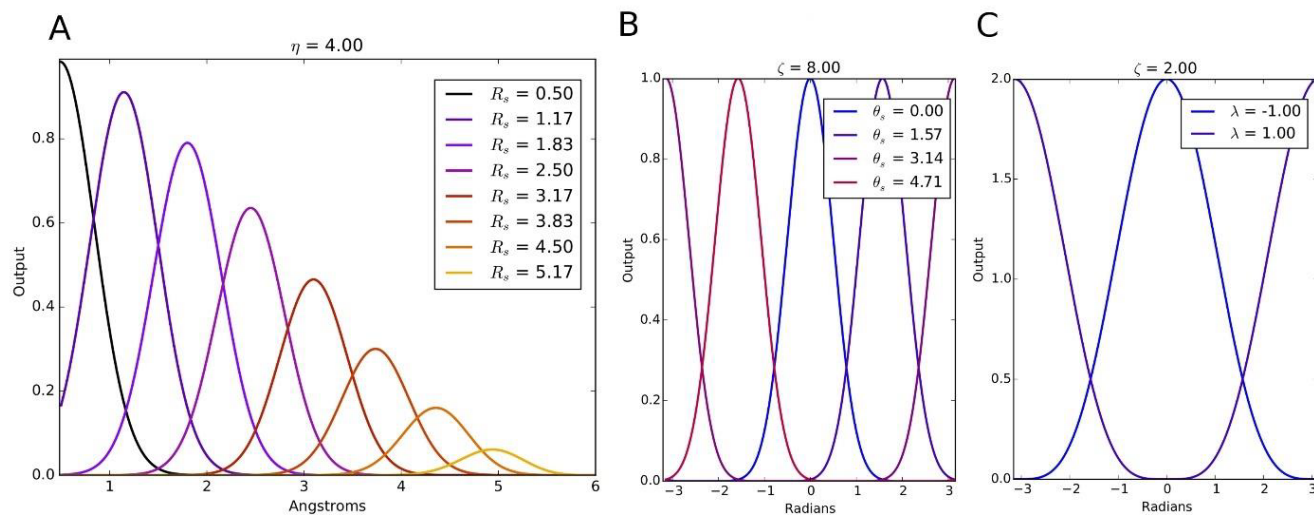 A
η = 4.00
R_s = 0.50
R_s = 1.17
R_s = 1.83
R_s = 2.50
R_s = 3.17
R_s = 3.83
R_s = 4.50
R_s = 5.17
Output
0.8
0.6
0.4
0.2
0.0
1 2 3 4 5 6
Angstroms
B
ζ = 8.00
θ_s = 0.00
θ_s = 1.57
θ_s = 3.14
θ_s = 4.71
Output
1.0
0.8
0.6
0.4
0.2
0.0
−3 −2 −1 0 1 2 3
Radians
C
ζ = 2.00
λ = -1.00
λ = 1.00
Output
2.0
1.5
1.0
0.5
0.0
−3 −2 −1 0 1 2 3
Radians